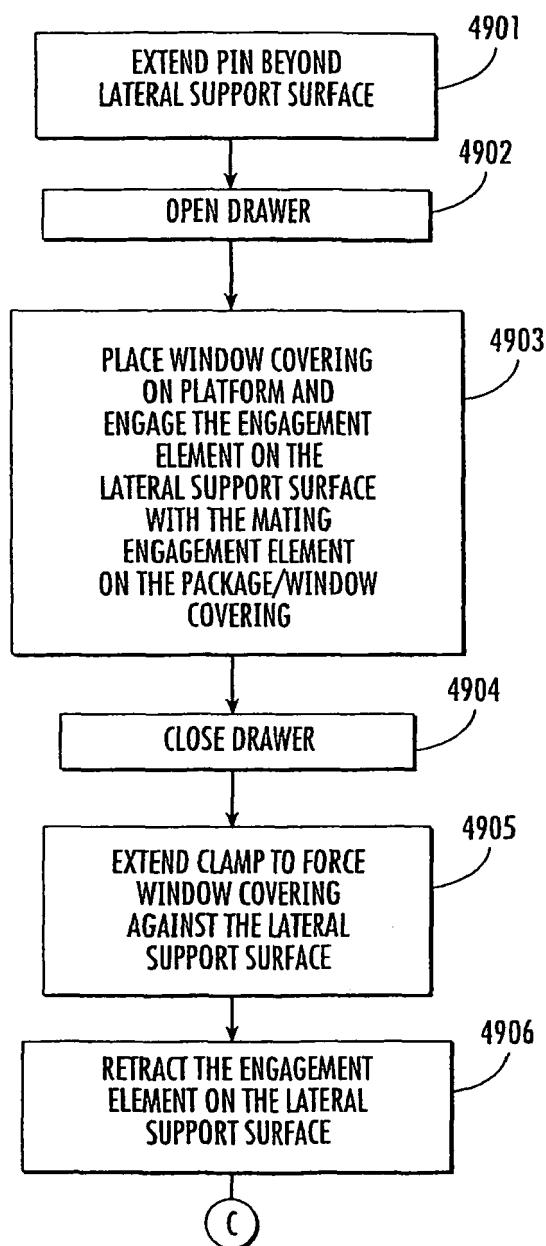 4901
EXTEND PIN BEYOND
LATERAL SUPPORT SURFACE
4902
OPEN DRAWER
4903
PLACE WINDOW COVERING
ON PLATFORM AND
ENGAGE THE ENGAGEMENT
ELEMENT ON THE
LATERAL SUPPORT SURFACE
WITH THE MATING
ENGAGEMENT ELEMENT
ON THE PACKAGE/WINDOW
COVERING
4904
CLOSE DRAWER
4905
EXTEND CLAMP TO FORCE
WINDOW COVERING
AGAINST THE LATERAL
SUPPORT SURFACE
4906
RETRACT THE ENGAGEMENT
ELEMENT ON THE LATERAL
SUPPORT SURFACE
C